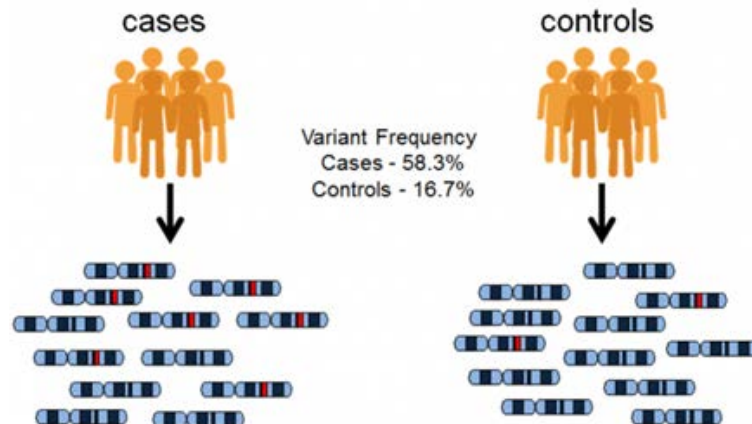 cases
controls
Variant Frequency
Cases - 58.3%
Controls - 16.7%